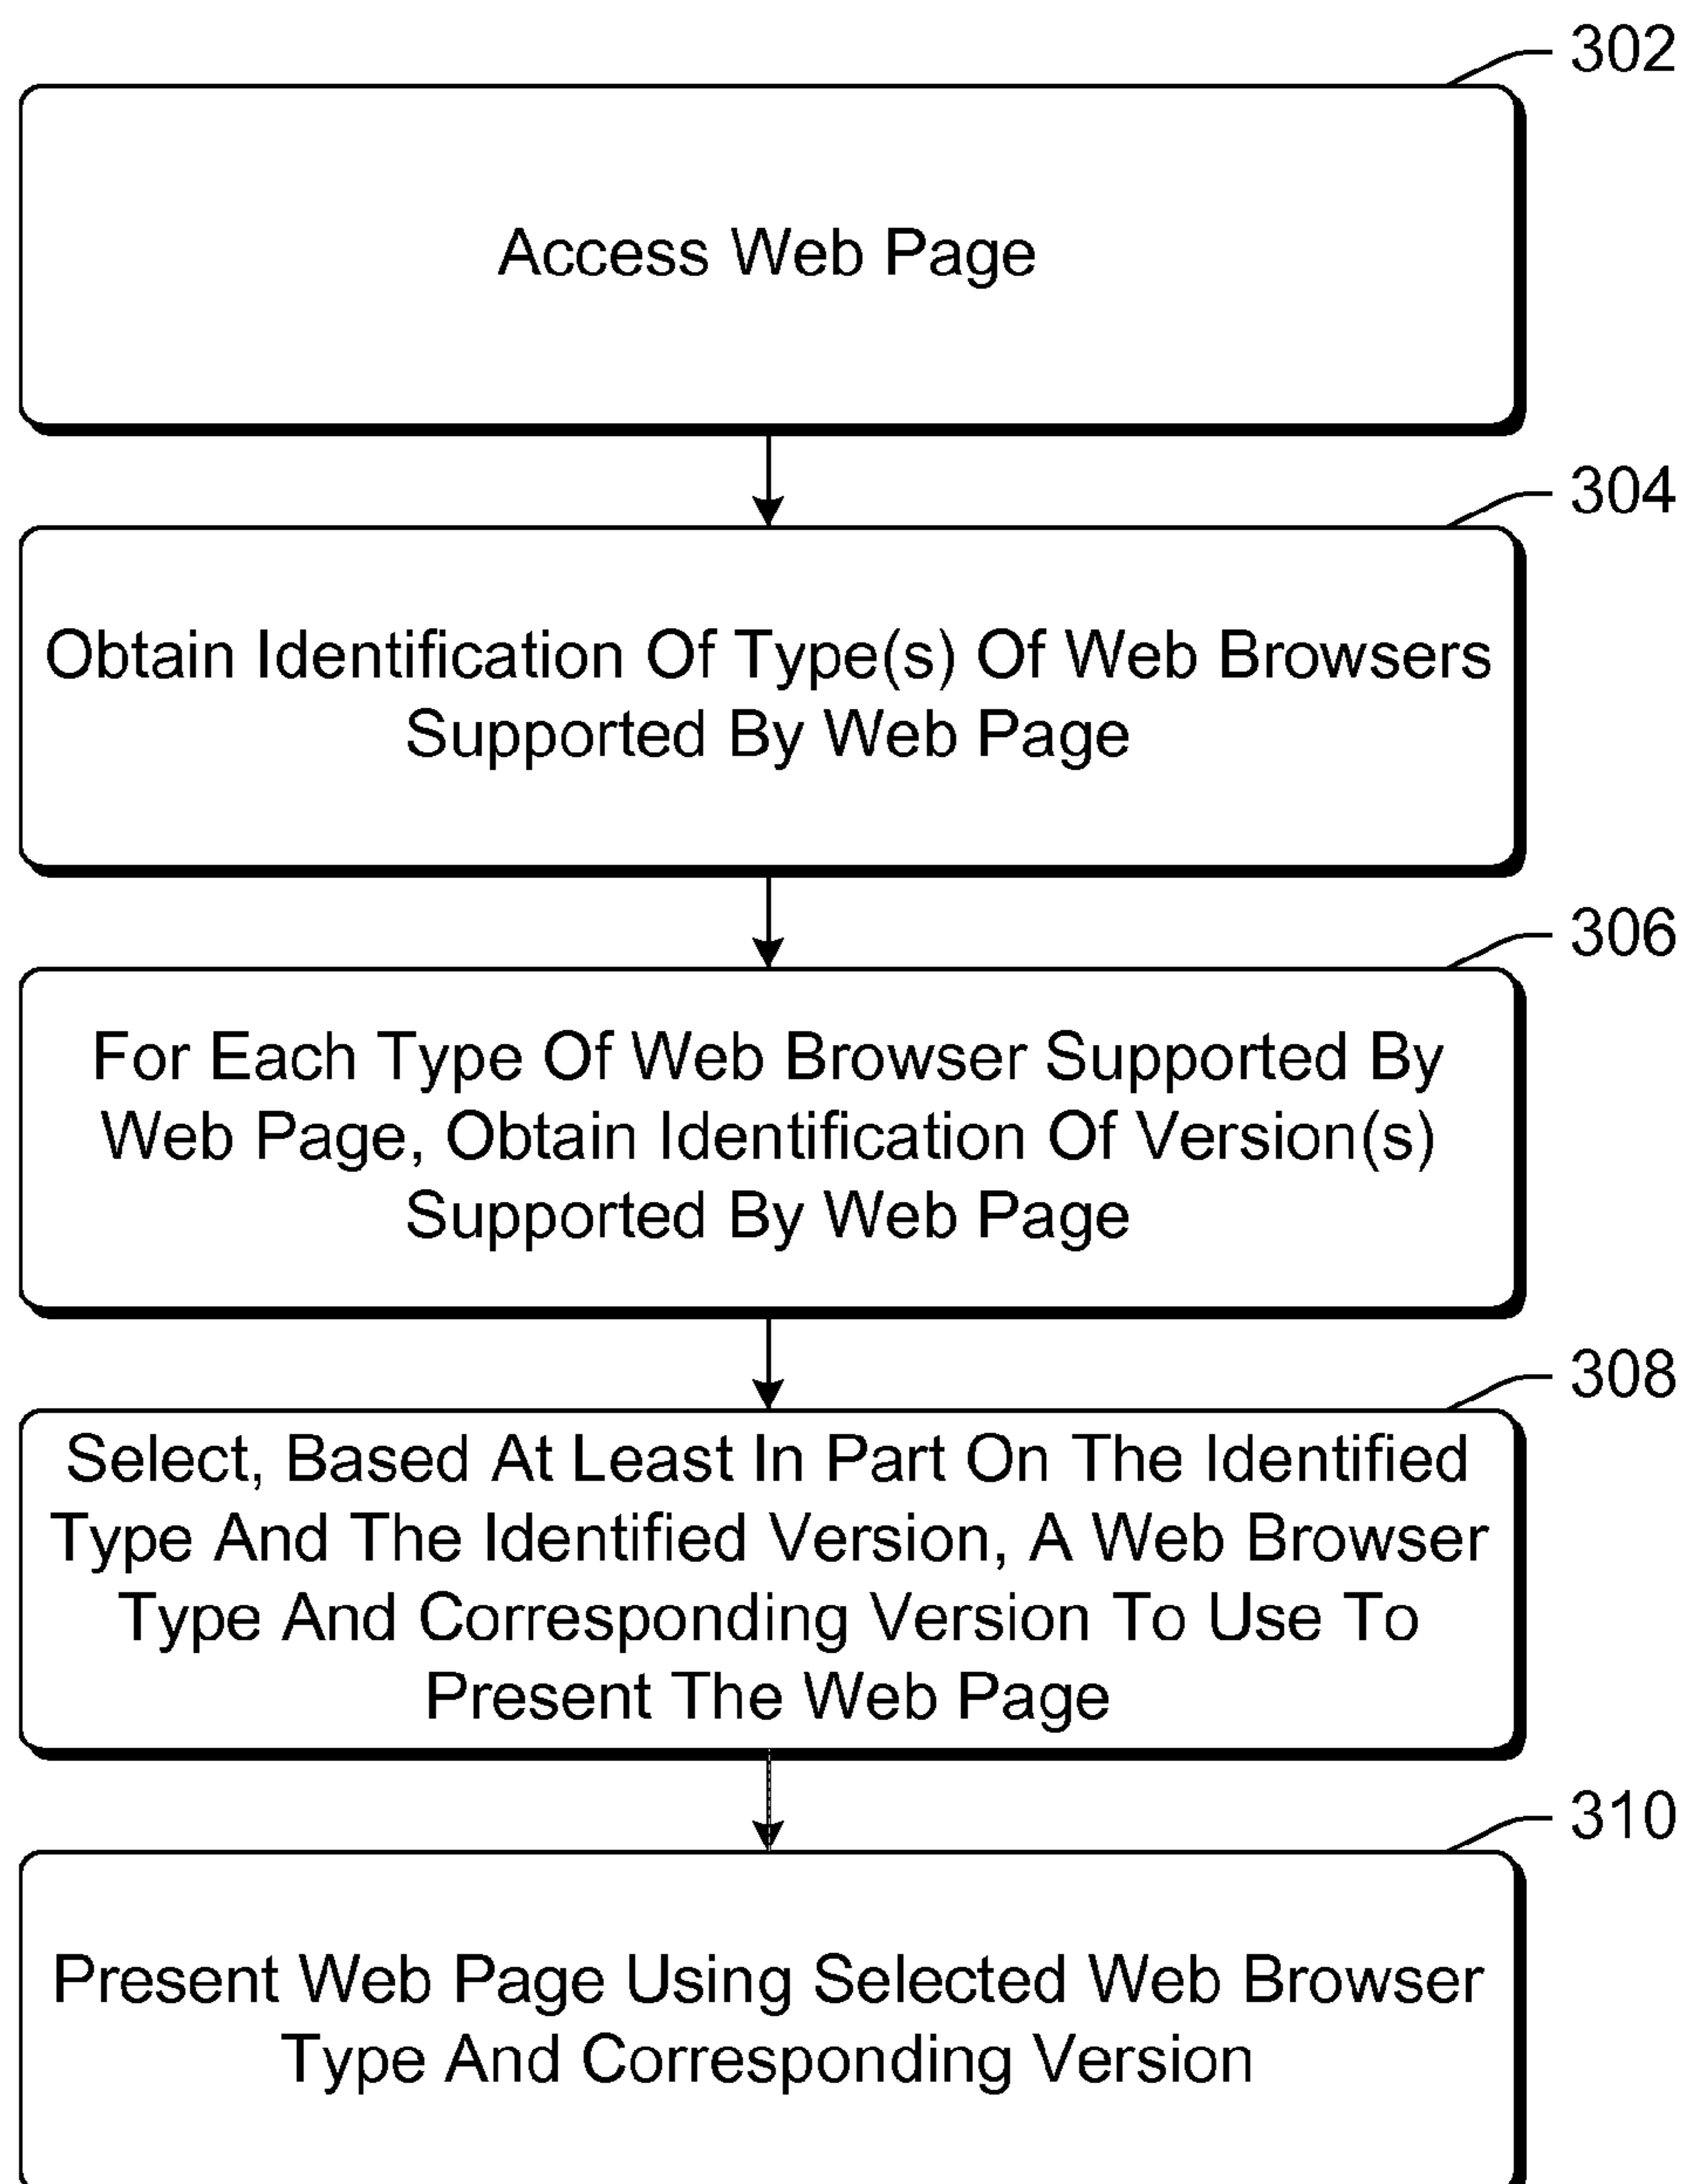 302
Access Web Page
304
Obtain Identification Of Type(s) Of Web Browsers
Supported By Web Page
306
For Each Type Of Web Browser Supported By
Web Page, Obtain Identification Of Version(s)
Supported By Web Page
308
Select, Based At Least In Part On The Identified
Type And The Identified Version, A Web Browser
Type And Corresponding Version To Use To
Present The Web Page
310
Present Web Page Using Selected Web Browser
Type And Corresponding Version